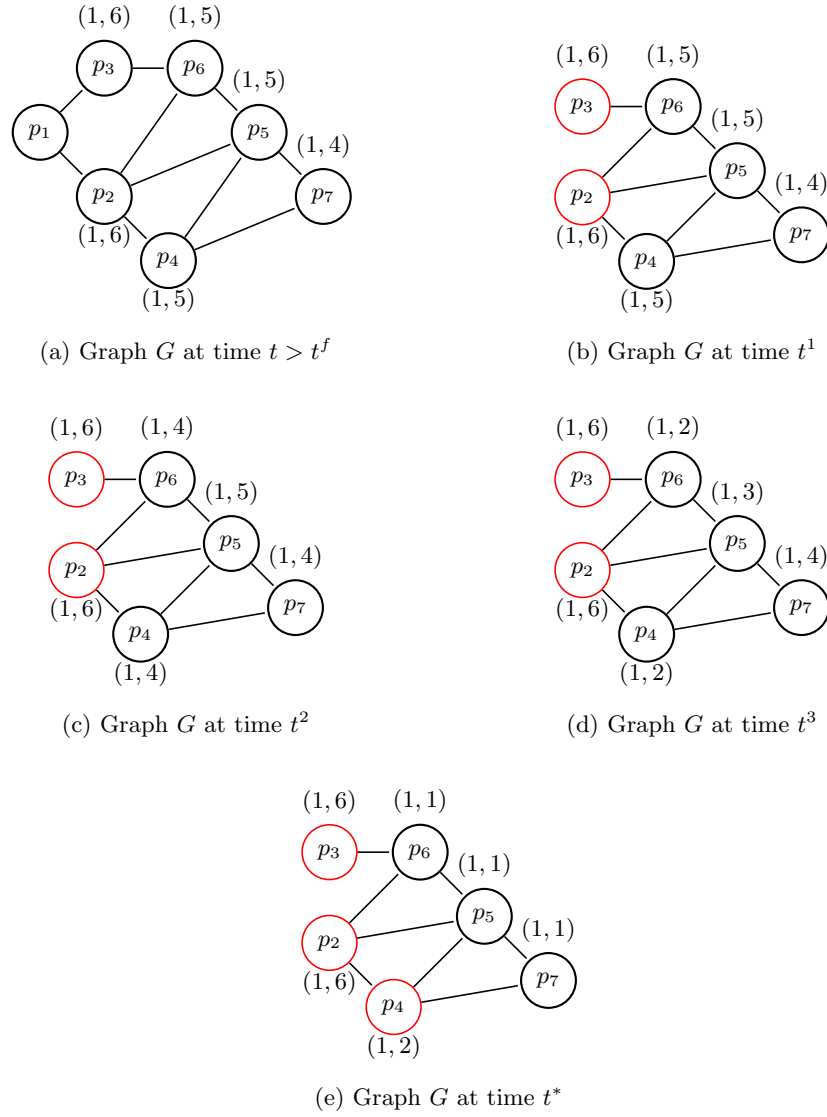 (1, 6) (1, 5)
p₃ p₆ (1, 5)
p₁ p₅ (1, 4)
p₂ p₇
(1, 6) p₄
(1, 5)
(a) Graph G at time t > tᶠ
(1, 6) (1, 5)
p₃ p₆ (1, 5)
p₅ (1, 4)
p₂ p₇
(1, 6) p₄
(1, 5)
(b) Graph G at time t¹
(1, 6) (1, 4)
p₃ p₆ (1, 5)
p₅ (1, 4)
p₂ p₇
(1, 6) p₄
(1, 4)
(c) Graph G at time t²
(1, 6) (1, 2)
p₃ p₆ (1, 3)
p₅ (1, 4)
p₂ p₇
(1, 6) p₄
(1, 2)
(d) Graph G at time t³
(1, 6) (1, 1)
p₃ p₆ (1, 1)
p₅ (1, 1)
p₂ p₇
(1, 6) p₄
(1, 2)
(e) Graph G at time t*